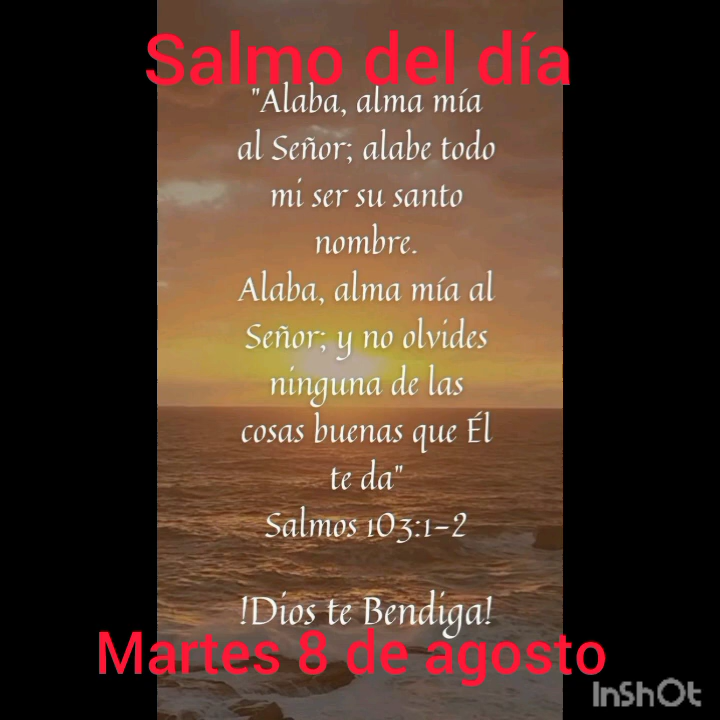 Salmo del día
"Alaba, alma mía
al Señor; alabe todo
mi ser su santo
nombre.
Alaba, alma mía al
Señor; y no olvides
ninguna de las
cosas buenas que Él
te da"
Salmos 103:1-2
!Dios te Bendiga!
Martes 8 de agosto
InShOt